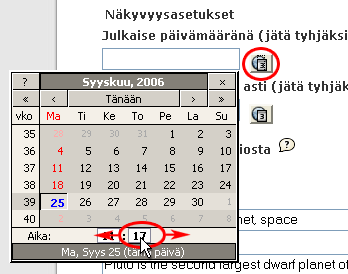 Näkyvyysasetukset
Julkaise päivämääränä (jätä tyhjäksi
? Syyskuu, 2006 ×
« ‹ Tänään › »
asti (jätä tyhjäk
vko Ma Ti Ke To Pe La Su
35 28 29 30 31 1 2 3
36 4 5 6 7 8 9 10
37 11 12 13 14 15 16 17
iosta ?
38 18 19 20 21 22 23 24
39 25 26 27 28 29 30 1
40 2 3 4 5 6 7 8
net, space
Aika: 11 : 17
Ma, Syys 25 (tämä päivä)
Pluto is the second largest dwarf planet of